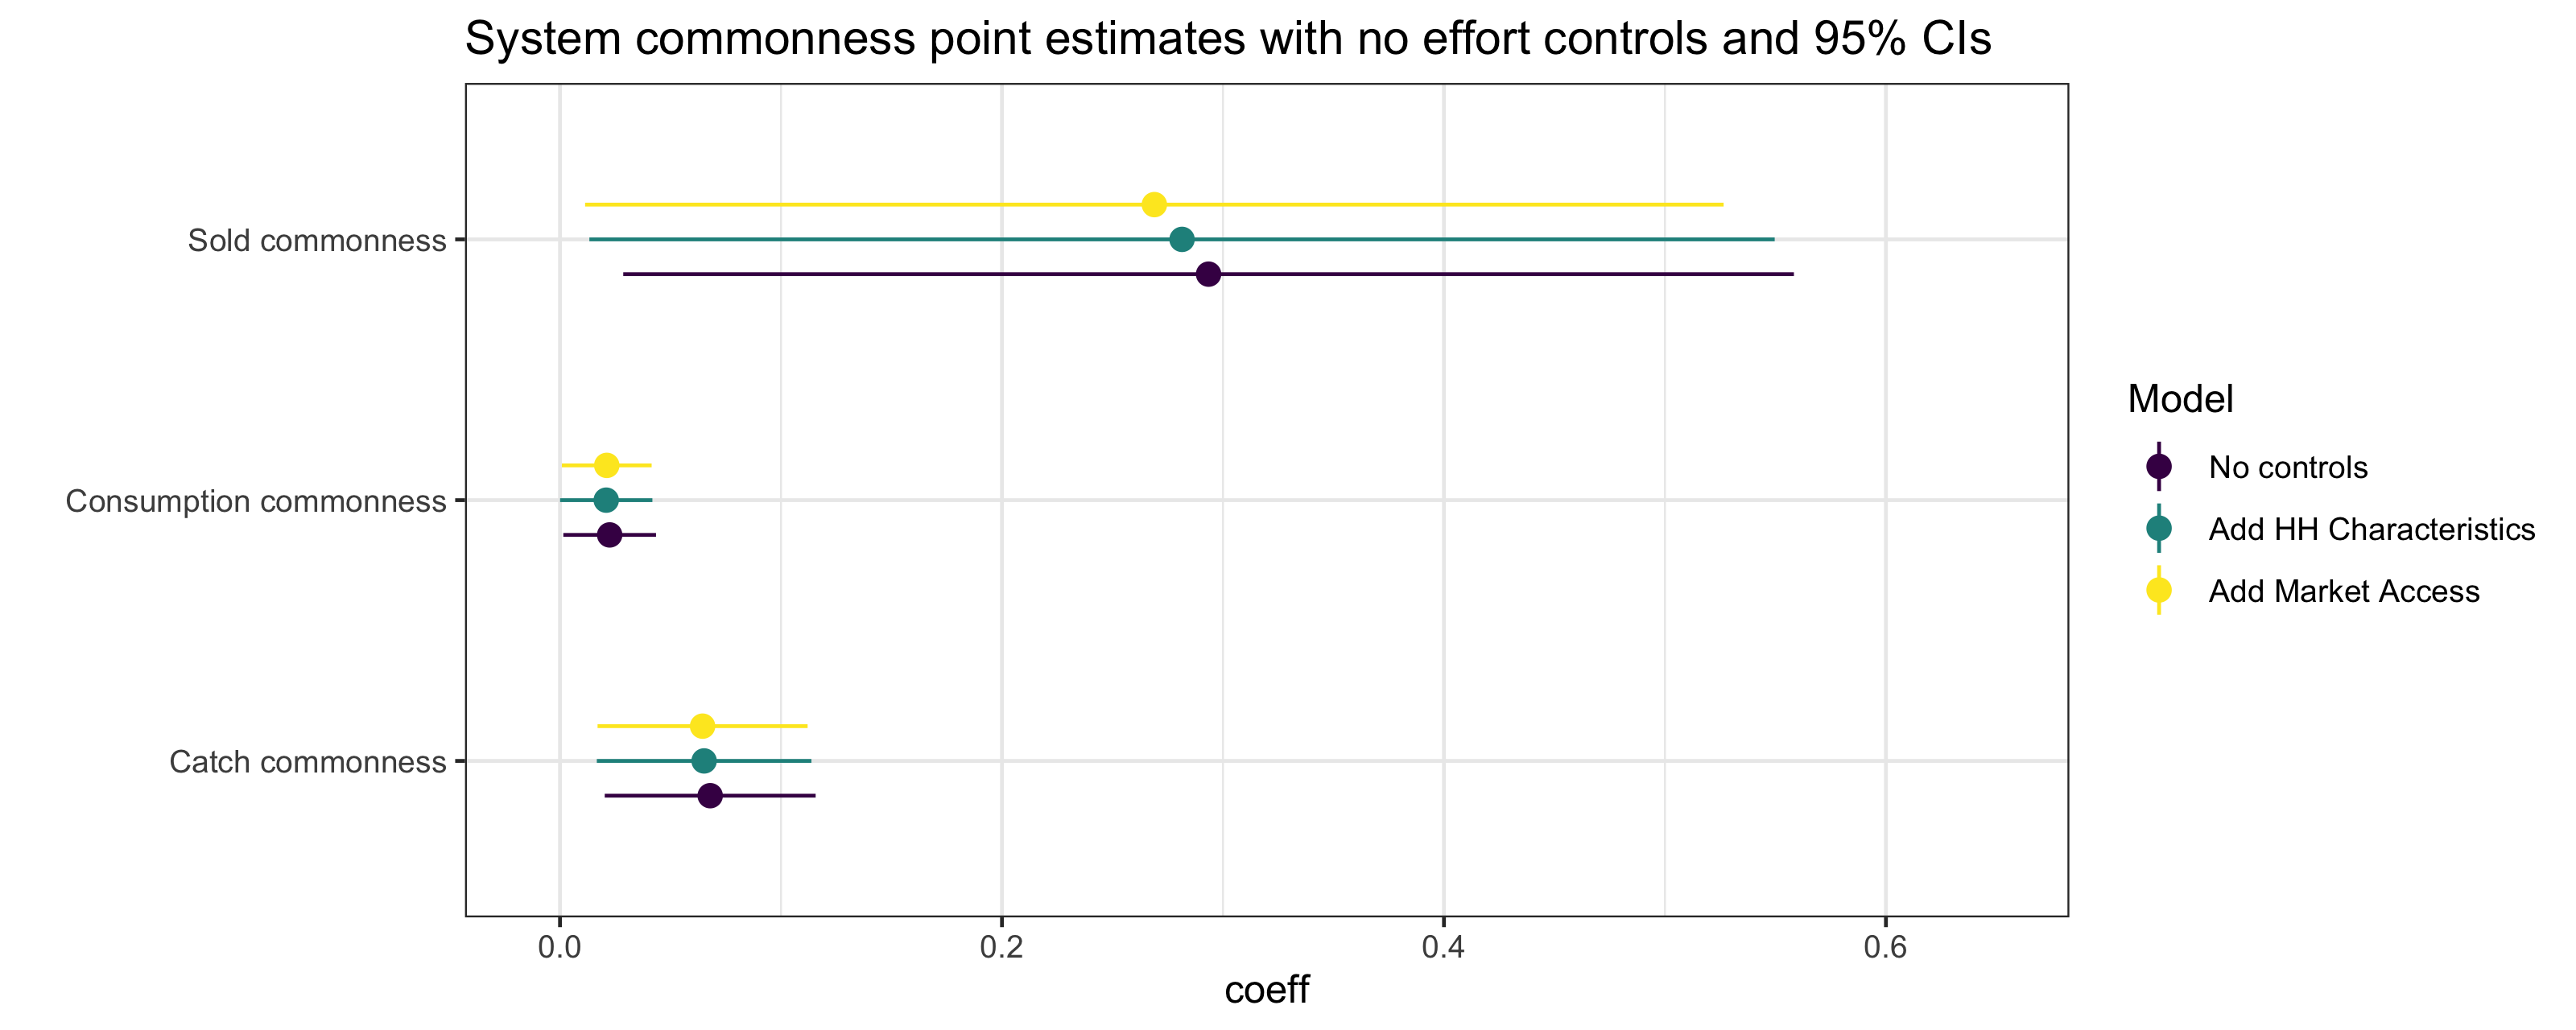 System commonness point estimates with no effort controls and 95% CIs
Sold commonness
Consumption commonness
Catch commonness
0.0
0.2
0.4
0.6
coeff
Model
No controls
Add HH Characteristics
Add Market Access